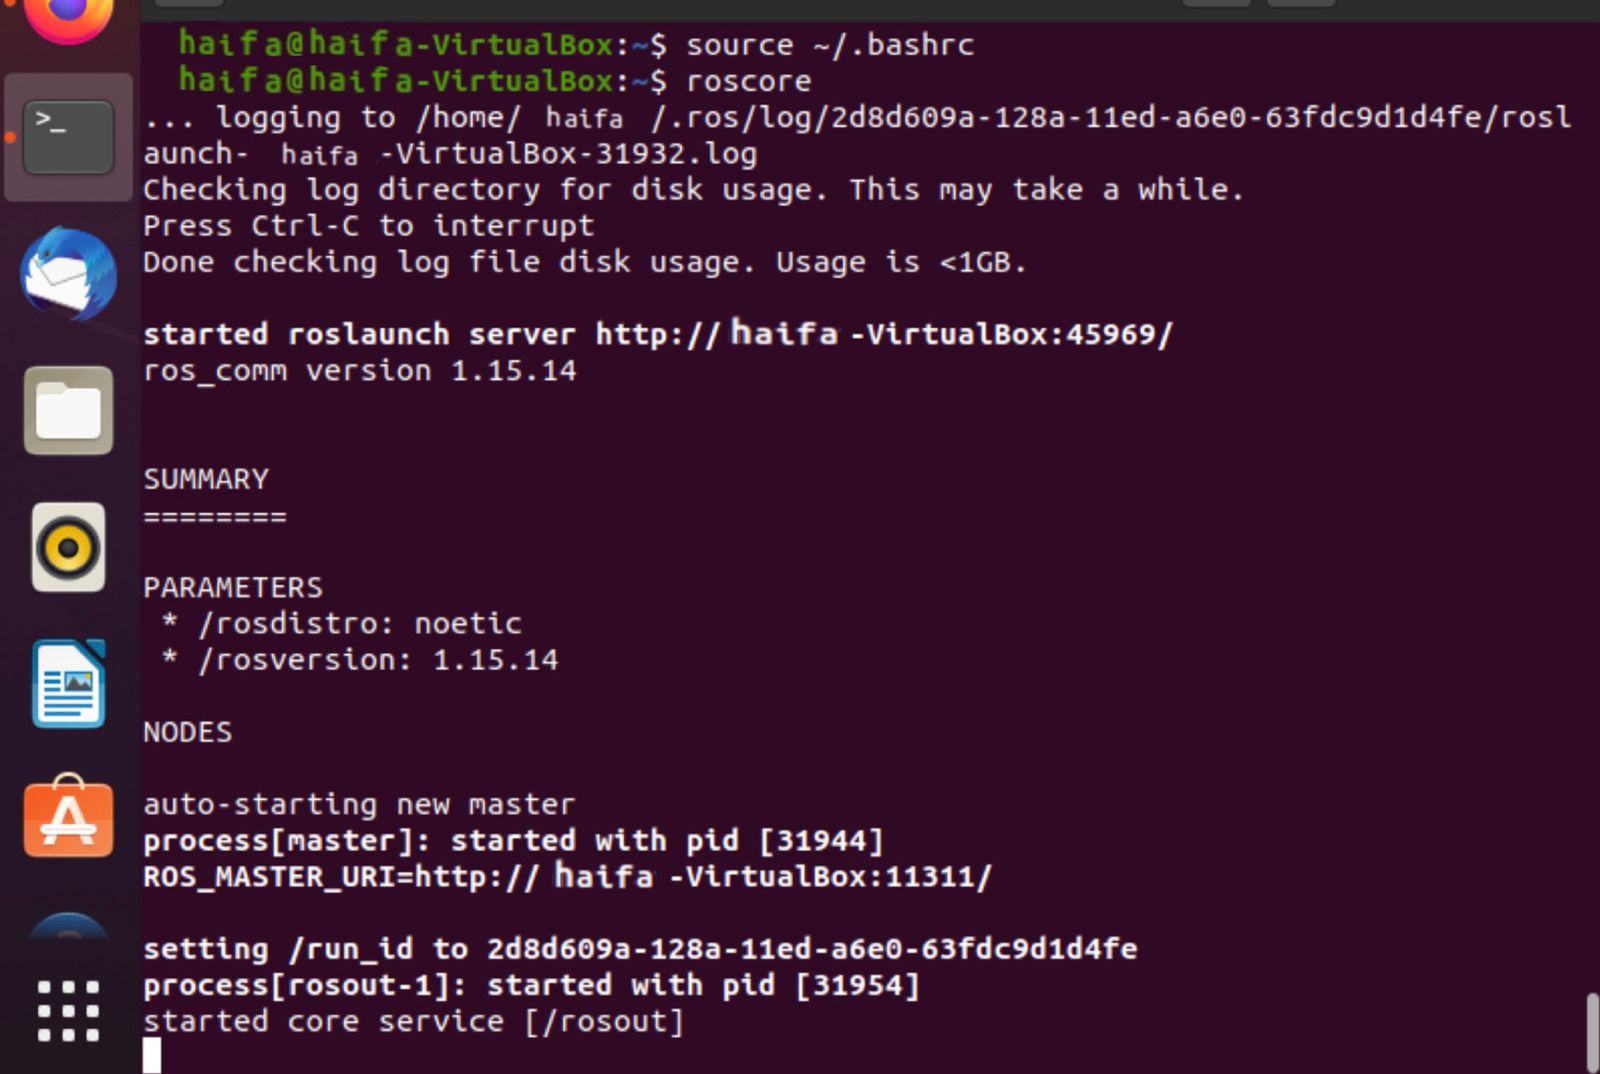 haifa@haifa-VirtualBox:~$ source ~/.bashrc
haifa@haifa-VirtualBox:~$ roscore
... logging to /home/ haifa /.ros/log/2d8d609a-128a-11ed-a6e0-63fdc9d1d4fe/rosl
aunch- haifa -VirtualBox-31932.log
Checking log directory for disk usage. This may take a while.
Press Ctrl-C to interrupt
Done checking log file disk usage. Usage is <1GB.
started roslaunch server http:// haifa -VirtualBox:45969/
ros_comm version 1.15.14
SUMMARY
========
PARAMETERS
* /rosdistro: noetic
* /rosversion: 1.15.14
NODES
auto-starting new master
process[master]: started with pid [31944]
ROS_MASTER_URI=http:// haifa -VirtualBox:11311/
setting /run_id to 2d8d609a-128a-11ed-a6e0-63fdc9d1d4fe
process[rosout-1]: started with pid [31954]
started core service [/rosout]